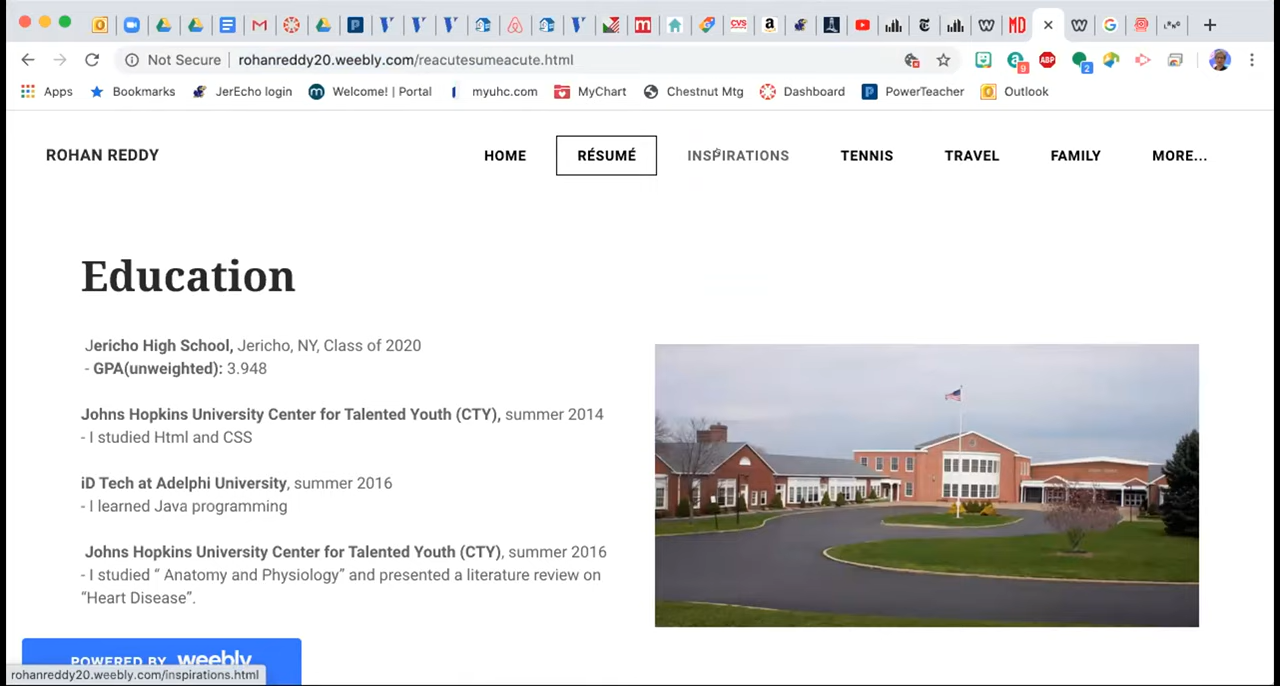 Not Secure | rohanreddy20.weebly.com/reacutesumeacute.html
Apps Bookmarks JerEcho login Welcome! | Portal myuhc.com MyChart Chestnut Mtg Dashboard PowerTeacher Outlook
ROHAN REDDY HOME RÉSUMÉ INSPIRATIONS TENNIS TRAVEL FAMILY MORE...
Education
Jericho High School, Jericho, NY, Class of 2020
- GPA(unweighted): 3.948
Johns Hopkins University Center for Talented Youth (CTY), summer 2014
- I studied Html and CSS
iD Tech at Adelphi University, summer 2016
- I learned Java programming
Johns Hopkins University Center for Talented Youth (CTY), summer 2016
- I studied “ Anatomy and Physiology” and presented a literature review on
“Heart Disease”.
POWERED BY weebly
rohanreddy20.weebly.com/inspirations.html